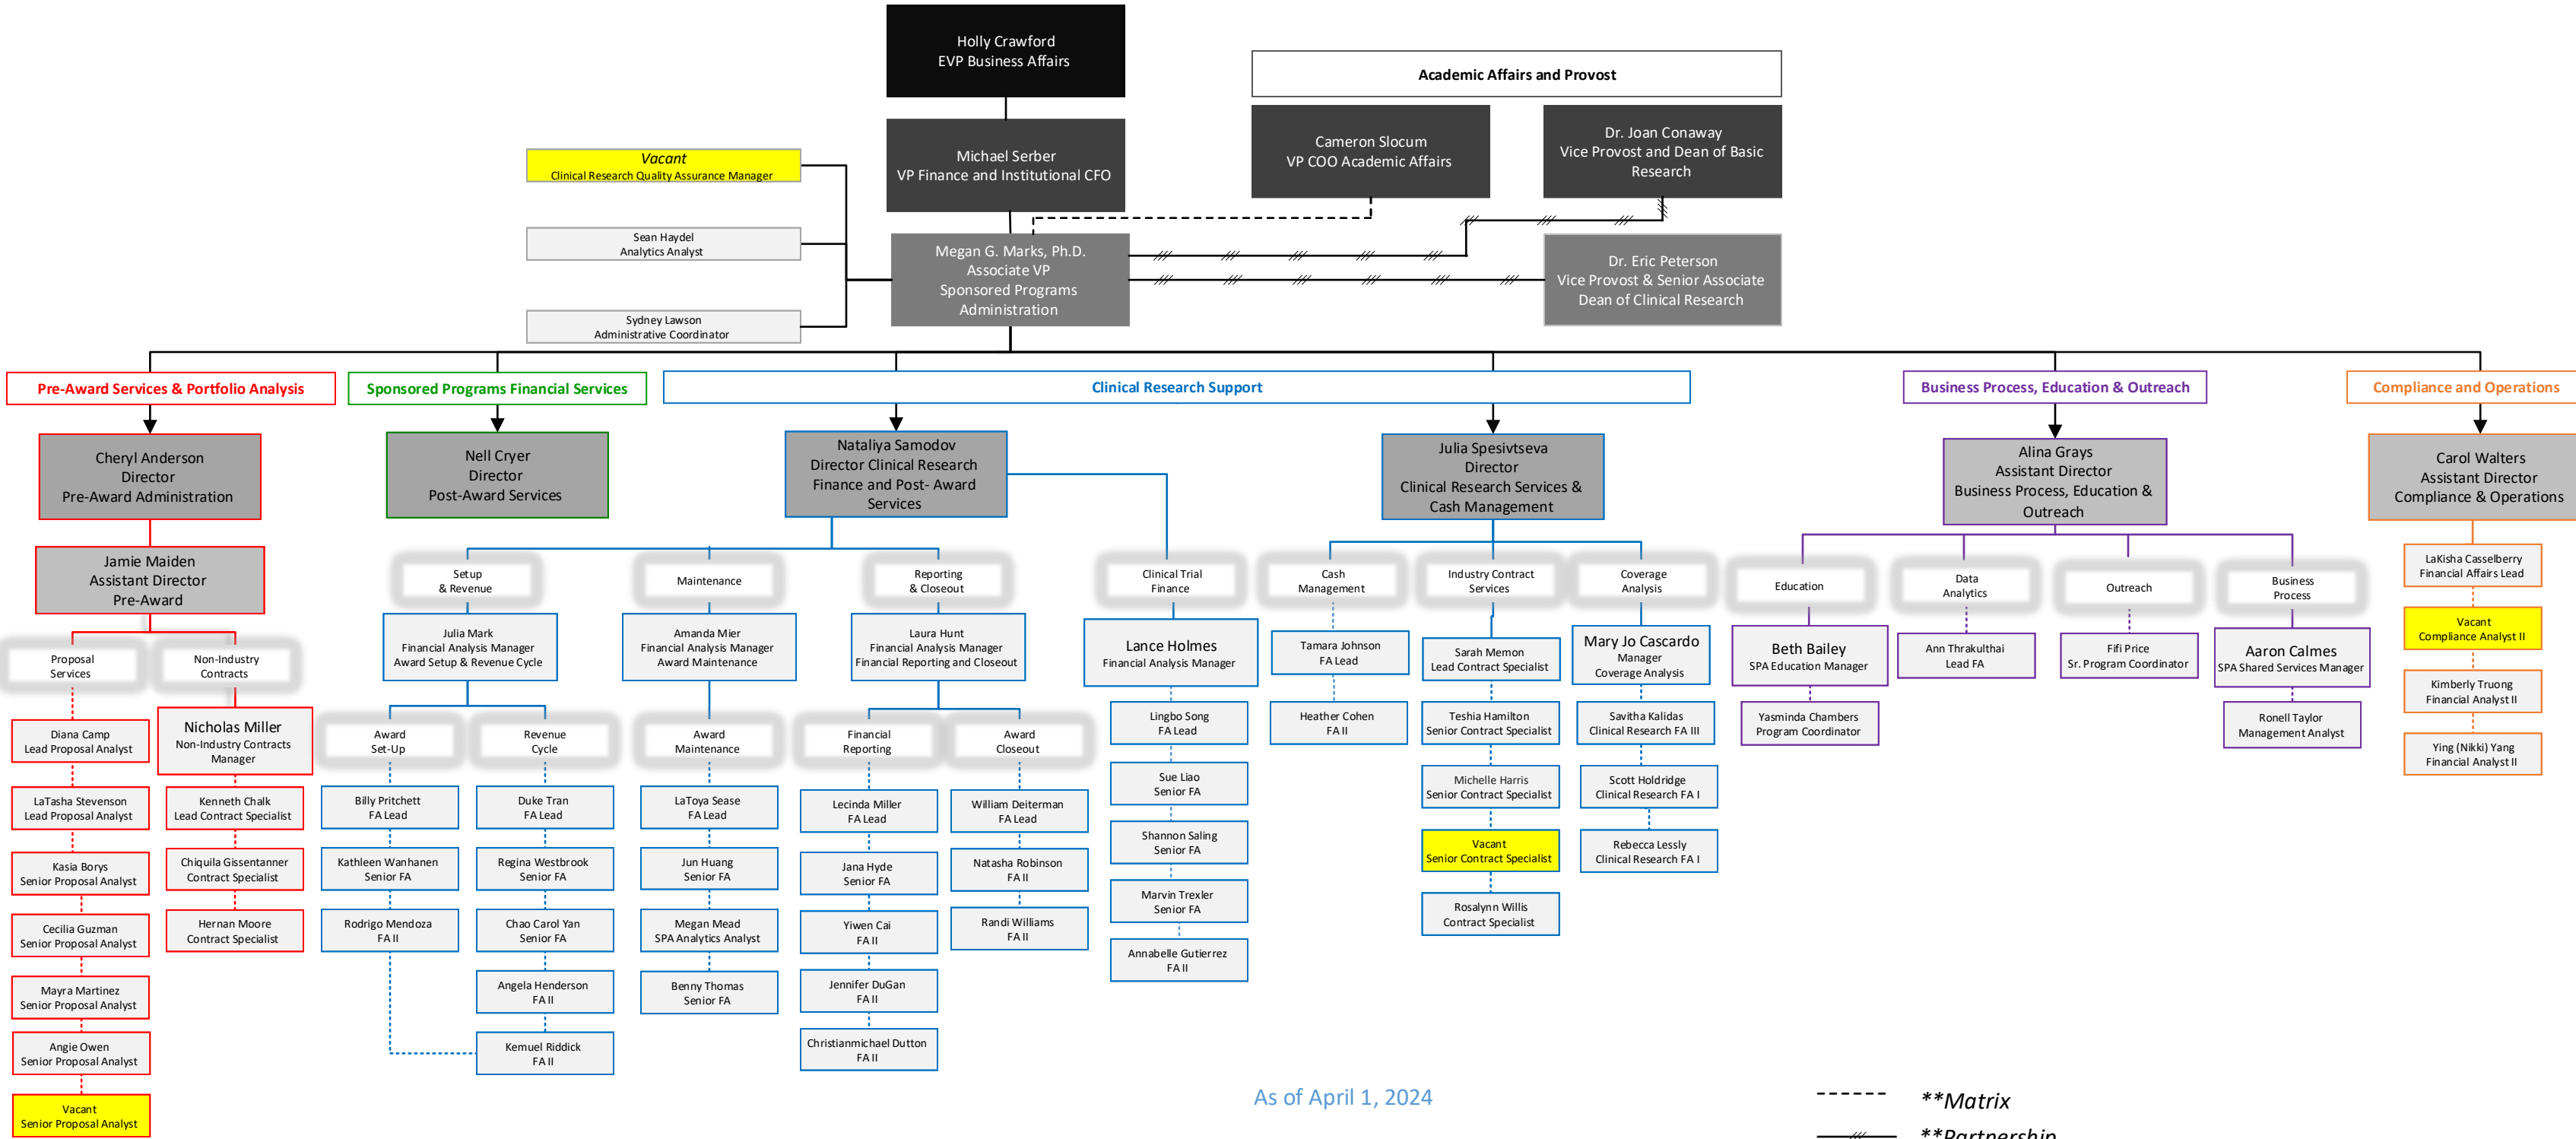 Holly Crawford
EVP Business Affairs
Academic Affairs and Provost
Michael Serber
VP Finance and Institutional CFO
Cameron Slocum
VP COO Academic Affairs
Dr. Joan Conaway
Vice Provost and Dean of Basic
Research
Vacant
Clinical Research Quality Assurance Manager
Sean Haydel
Analytics Analyst
Sydney Lawson
Administrative Coordinator
Megan G. Marks, Ph.D.
Associate VP
Sponsored Programs
Administration
Dr. Eric Peterson
Vice Provost & Senior Associate
Dean of Clinical Research
Pre-Award Services & Portfolio Analysis
Sponsored Programs Financial Services
Clinical Research Support
Business Process, Education & Outreach
Compliance and Operations
Cheryl Anderson
Director
Pre-Award Administration
Nell Cryer
Director
Post-Award Services
Nataliya Samodov
Director Clinical Research
Finance and Post- Award
Services
Julia Spesivtseva
Director
Clinical Research Services &
Cash Management
Alina Grays
Assistant Director
Business Process, Education &
Outreach
Carol Walters
Assistant Director
Compliance & Operations
Jamie Maiden
Assistant Director
Pre-Award
Proposal
Services
Diana Camp
Lead Proposal Analyst
LaTasha Stevenson
Lead Proposal Analyst
Kasia Borys
Senior Proposal Analyst
Cecilia Guzman
Senior Proposal Analyst
Mayra Martinez
Senior Proposal Analyst
Angie Owen
Senior Proposal Analyst
Vacant
Senior Proposal Analyst
Non-Industry
Contracts
Nicholas Miller
Non-Industry Contracts
Manager
Kenneth Chalk
Lead Contract Specialist
Chiquila Gissentanner
Contract Specialist
Hernan Moore
Contract Specialist
Setup
& Revenue
Julia Mark
Financial Analysis Manager
Award Setup & Revenue Cycle
Award
Set-Up
Billy Pritchett
FA Lead
Kathleen Wanhanen
Senior FA
Rodrigo Mendoza
FA II
Revenue
Cycle
Duke Tran
FA Lead
Regina Westbrook
Senior FA
Chao Carol Yan
Senior FA
Angela Henderson
FA II
Kemuel Riddick
FA II
Maintenance
Amanda Mier
Financial Analysis Manager
Award Maintenance
Award
Maintenance
LaToya Sease
FA Lead
Jun Huang
Senior FA
Megan Mead
SPA Analytics Analyst
Benny Thomas
Senior FA
Reporting
& Closeout
Laura Hunt
Financial Analysis Manager
Financial Reporting and Closeout
Financial
Reporting
Lecinda Miller
FA Lead
Jana Hyde
Senior FA
Yiwen Cai
FA II
Jennifer DuGan
FA II
Christianmichael Dutton
FA II
Award
Closeout
William Deiterman
FA Lead
Natasha Robinson
FA II
Randi Williams
FA II
Clinical Trial
Finance
Lance Holmes
Financial Analysis Manager
Lingbo Song
FA Lead
Sue Liao
Senior FA
Shannon Saling
Senior FA
Marvin Trexler
Senior FA
Annabelle Gutierrez
FA II
Cash
Management
Tamara Johnson
FA Lead
Heather Cohen
FA II
Industry Contract
Services
Sarah Memon
Lead Contract Specialist
Teshia Hamilton
Senior Contract Specialist
Michelle Harris
Senior Contract Specialist
Vacant
Senior Contract Specialist
Rosalynn Willis
Contract Specialist
Coverage
Analysis
Mary Jo Cascardo
Manager
Coverage Analysis
Savitha Kalidas
Clinical Research FA III
Scott Holdridge
Clinical Research FA I
Rebecca Lessly
Clinical Research FA I
Education
Beth Bailey
SPA Education Manager
Yasminda Chambers
Program Coordinator
Data
Analytics
Ann Thrakulthai
Lead FA
Outreach
Fifi Price
Sr. Program Coordinator
Business
Process
Aaron Calmes
SPA Shared Services Manager
Ronell Taylor
Management Analyst
LaKisha Casselberry
Financial Affairs Lead
Vacant
Compliance Analyst II
Kimberly Truong
Financial Analyst II
Ying (Nikki) Yang
Financial Analyst II
As of April 1, 2024
**Matrix
**Partnership